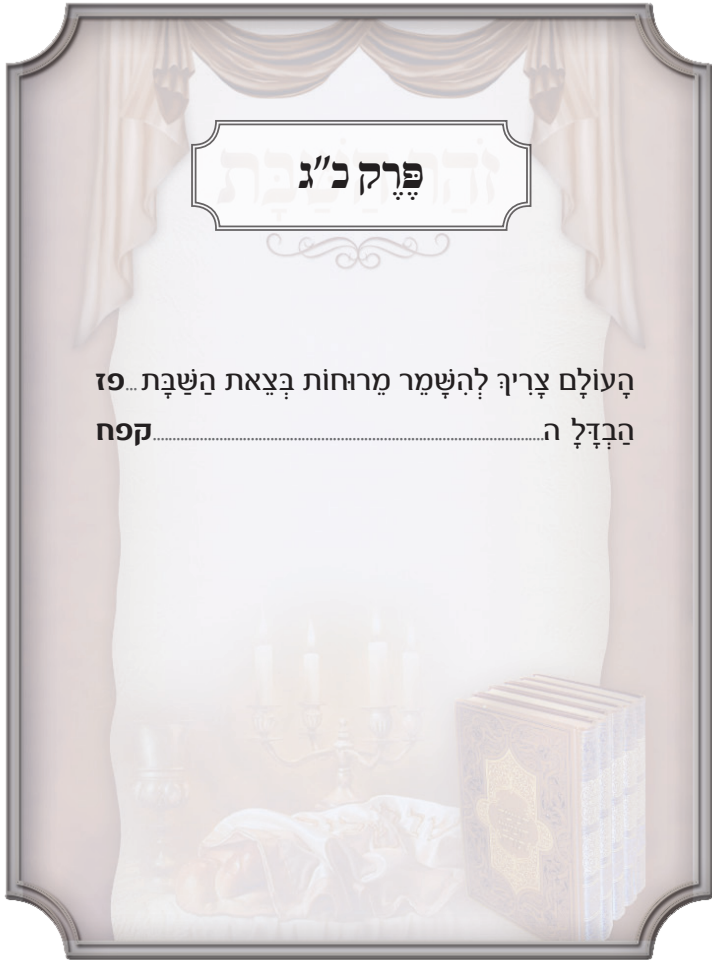 פֶּרֶק כ"ג
הָעוֹלָם צָרִיךְ לְהִשָּׁמֵר מֵרוּחוֹת בְּצֵאת הַשַּׁבָּת...פז
הַבְדָּלָ ה...קפח